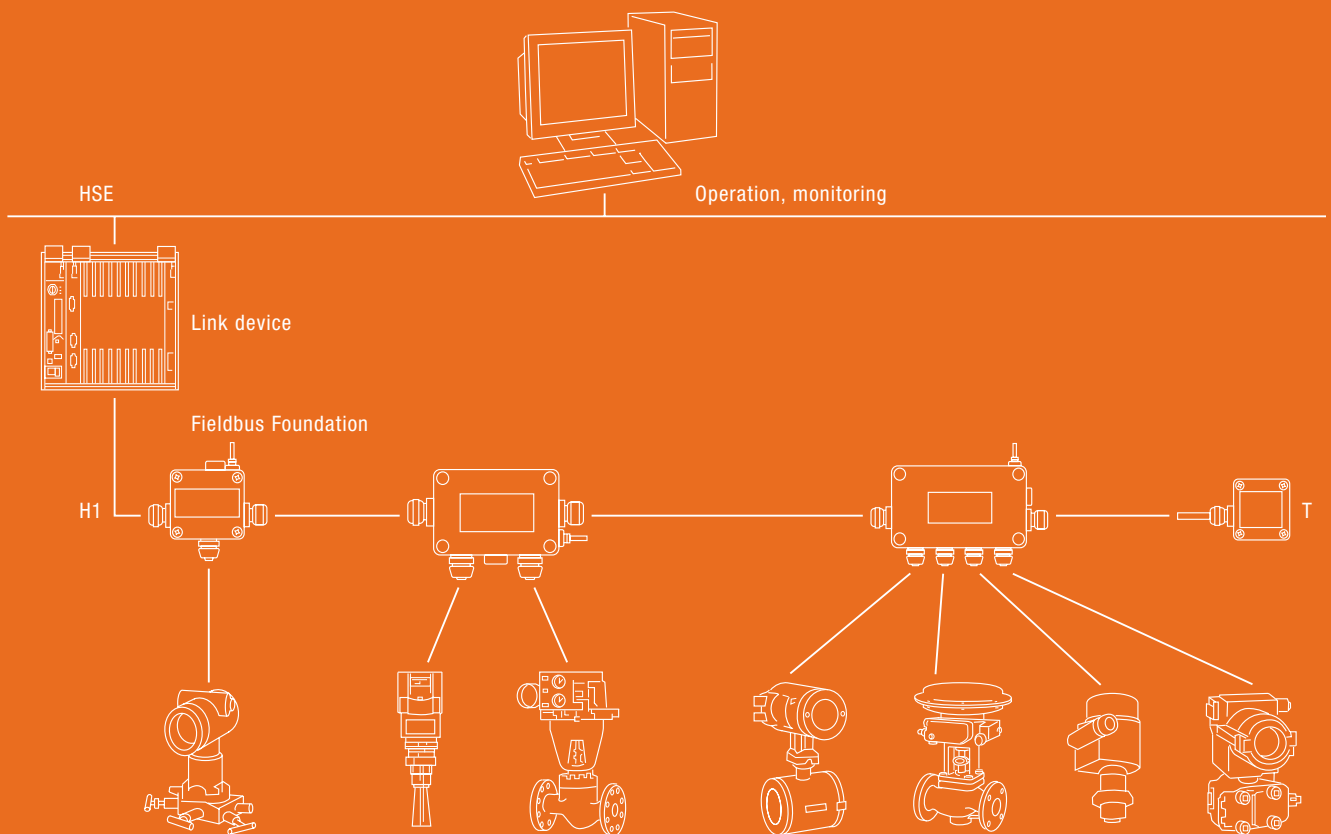 HSE
Operation, monitoring
Link device
Fieldbus Foundation
H1
T